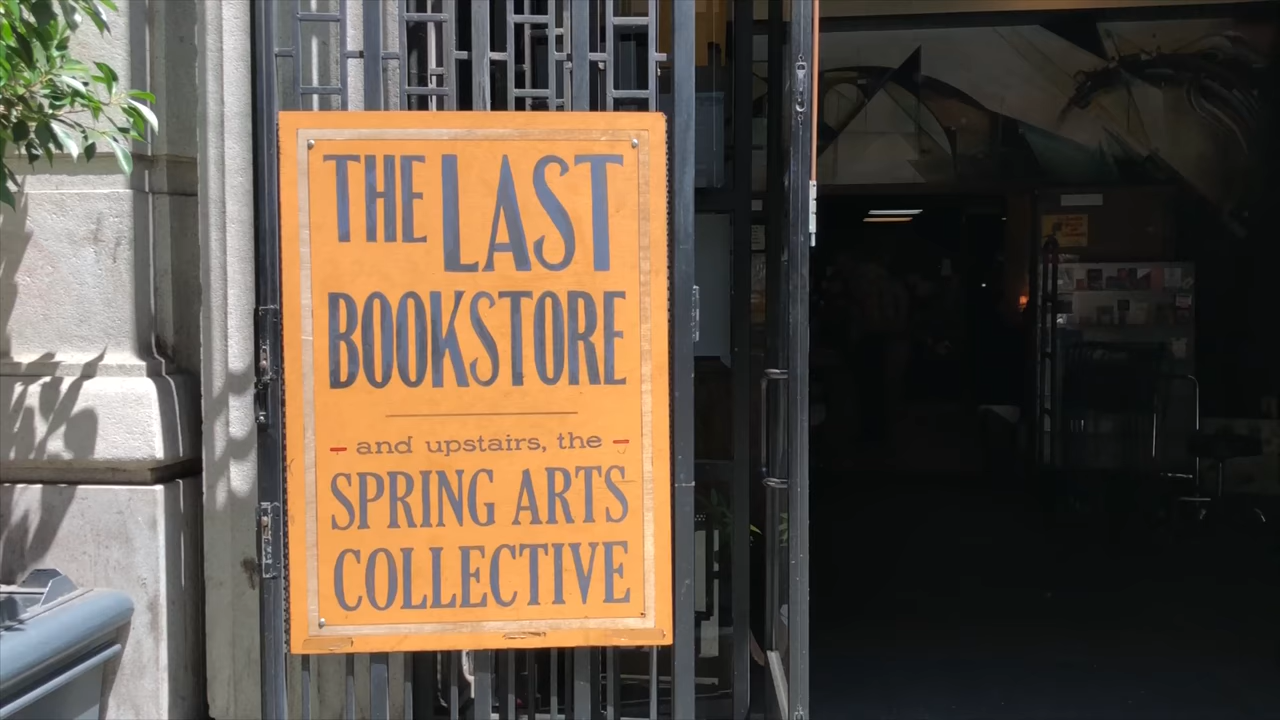 THE LAST
BOOKSTORE
and upstairs, the
SPRING ARTS
COLLECTIVE